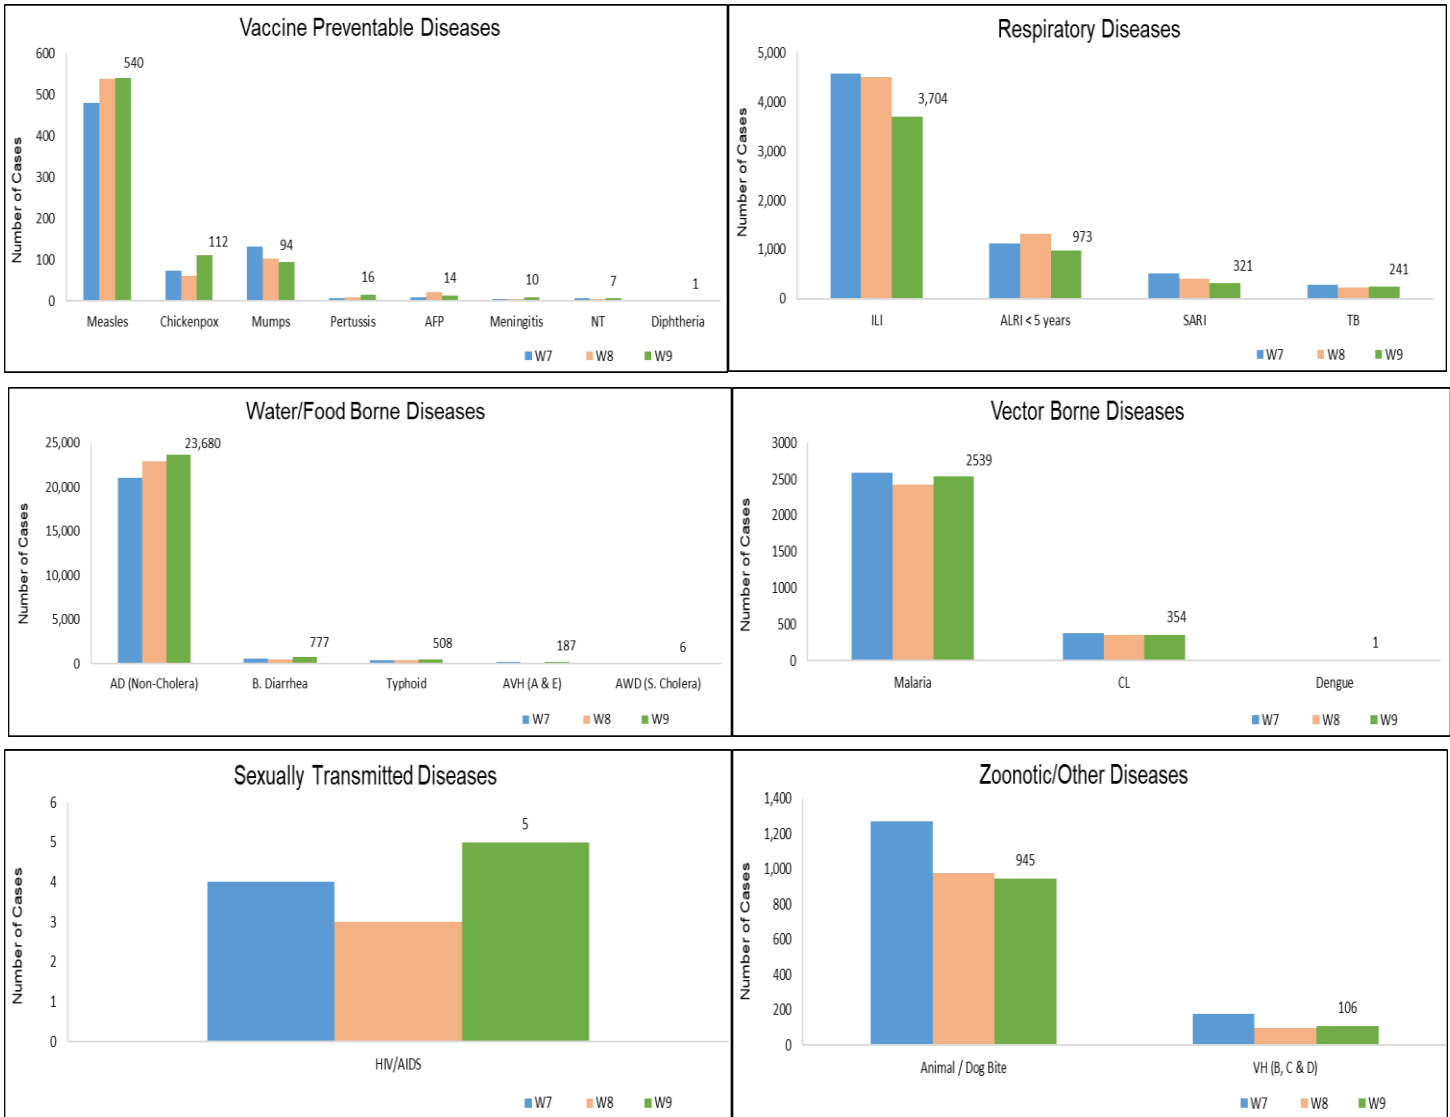 Vaccine Preventable Diseases
Number of Cases
600
500
400
300
200
100
0
540
112
94
16
14
10
7
1
Measles Chickenpox Mumps Pertussis AFP Meningitis NT Diphtheria
W7 W8 W9
Respiratory Diseases
Number of Cases
5,000
4,000
3,000
2,000
1,000
0
3,704
973
321
241
ILI ALRI < 5 years SARI TB
W7 W8 W9
Water/Food Borne Diseases
Number of Cases
25,000
20,000
15,000
10,000
5,000
0
23,680
777
508
187
6
AD (Non-Cholera) B. Diarrhea Typhoid AVH (A & E) AWD (S. Cholera)
W7 W8 W9
Vector Borne Diseases
Number of Cases
3000
2500
2000
1500
1000
500
0
2539
354
1
Malaria CL Dengue
W7 W8 W9
Sexually Transmitted Diseases
Number of Cases
6
5
4
3
2
1
0
5
HIV/AIDS
W7 W8 W9
Zoonotic/Other Diseases
Number of Cases
1,400
1,200
1,000
800
600
400
200
0
945
106
Animal / Dog Bite VH (B, C & D)
W7 W8 W9